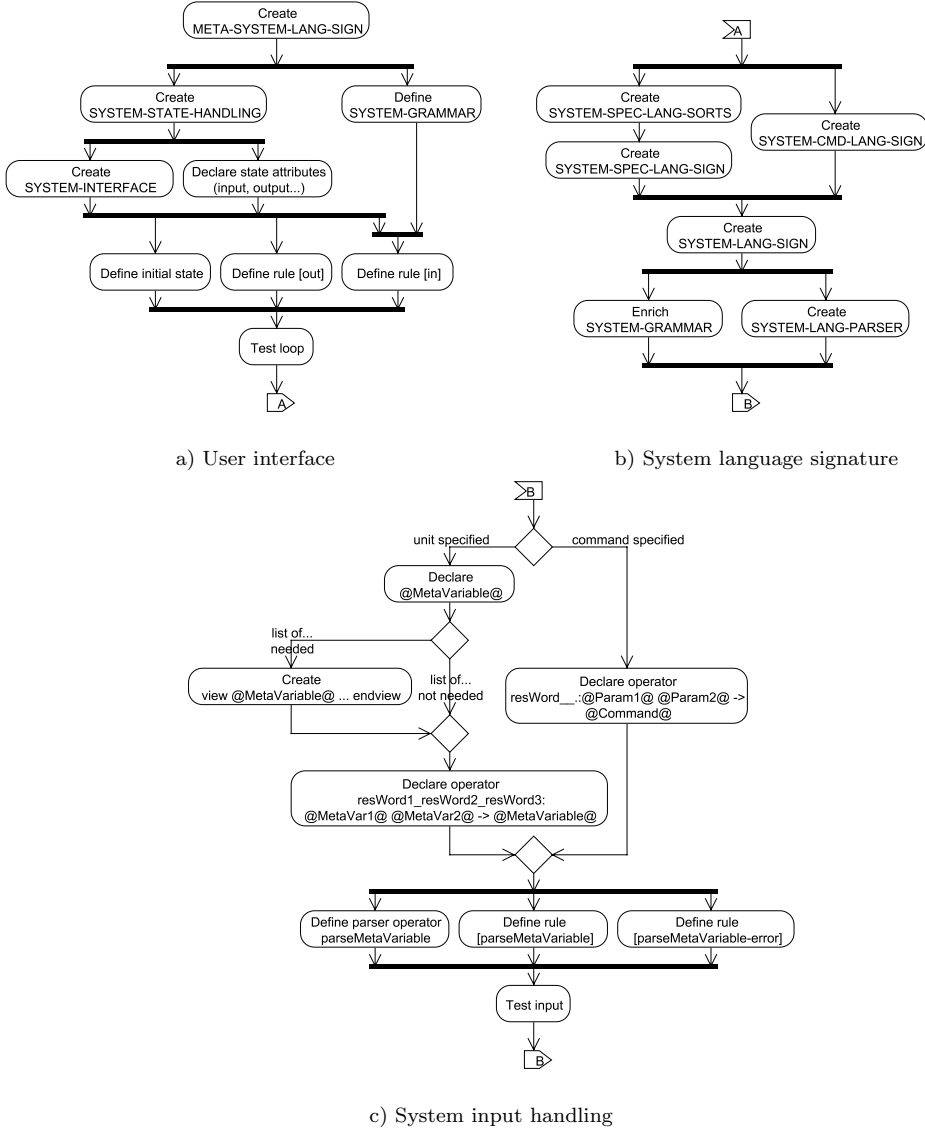 Create
META-SYSTEM-LANG-SIGN
Create
SYSTEM-STATE-HANDLING
Define
SYSTEM-GRAMMAR
Create
SYSTEM-INTERFACE
Declare state attributes
(input, output...)
Define initial state
Define rule [out]
Define rule [in]
Test loop
A
a) User interface
A
Create
SYSTEM-SPEC-LANG-SORTS
Create
SYSTEM-CMD-LANG-SIGN
Create
SYSTEM-SPEC-LANG-SIGN
Create
SYSTEM-LANG-SIGN
Enrich
SYSTEM-GRAMMAR
Create
SYSTEM-LANG-PARSER
B
b) System language signature
B
unit specified
command specified
Declare
@MetaVariable@
list of...
needed
Create
view @MetaVariable@ ... endview
list of...
not needed
Declare operator
resWord__.:@Param1@ @Param2@ ->
@Command@
Declare operator
resWord1_resWord2_resWord3:
@MetaVar1@ @MetaVar2@ -> @MetaVariable@
Define parser operator
parseMetaVariable
Define rule
[parseMetaVariable]
Define rule
[parseMetaVariable-error]
Test input
B
c) System input handling